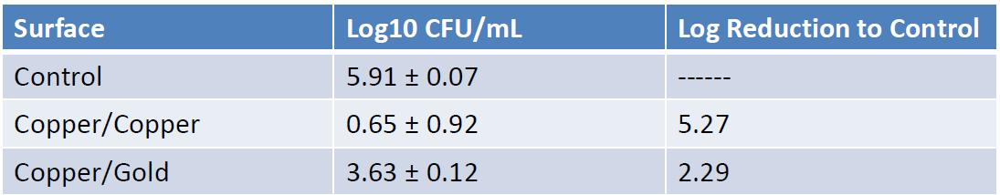 Surface Log10 CFU/mL Log Reduction to Control
Control 5.91 ± 0.07 ------
Copper/Copper 0.65 ± 0.92 5.27
Copper/Gold 3.63 ± 0.12 2.29